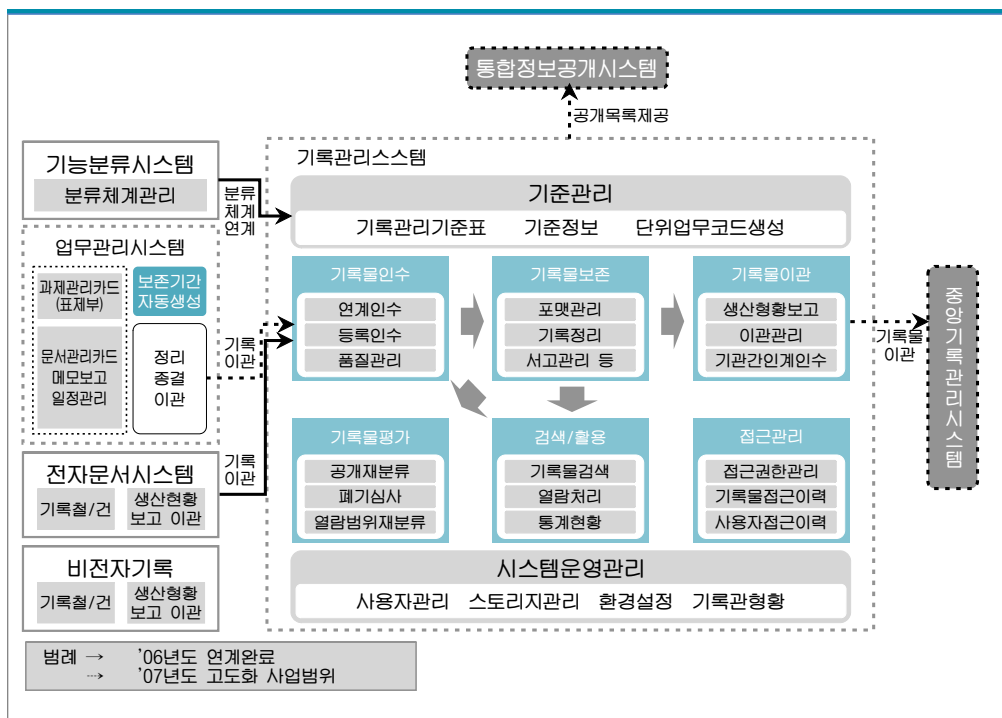 통합정보공개시스템
공개목록제공
기능분류시스템
분류체계관리
분류
체계
연계
기록관리스스템
기준관리
기록관리기준표 기준정보 단위업무코드생성
업무관리시스템
과제관리카드
(표제부)
보존기간
자동생성
문서관리카드
메모보고
일정관리
정리
종결
이관
기록
이관
기록물인수
연계인수
등록인수
품질관리
기록물보존
포맷관리
기록정리
서고관리 등
기록물이관
생산형황보고
이관관리
기관간인계인수
기록물
이관
중앙기록관리시스템
전자문서시스템
기록철/건
생산현황
보고 이관
기록
이관
기록물평가
공개재분류
폐기심사
열람범위재분류
검색/활용
기록물검색
열람처리
통계현황
접근관리
접근권한관리
기록물접근이력
사용자접근이력
비전자기록
기록철/건
생산형황
보고 이관
시스템운영관리
사용자관리 스토리지관리 환경설정 기록관형황
범례 → '06년도 연계완료
⇢ '07년도 고도화 사업범위